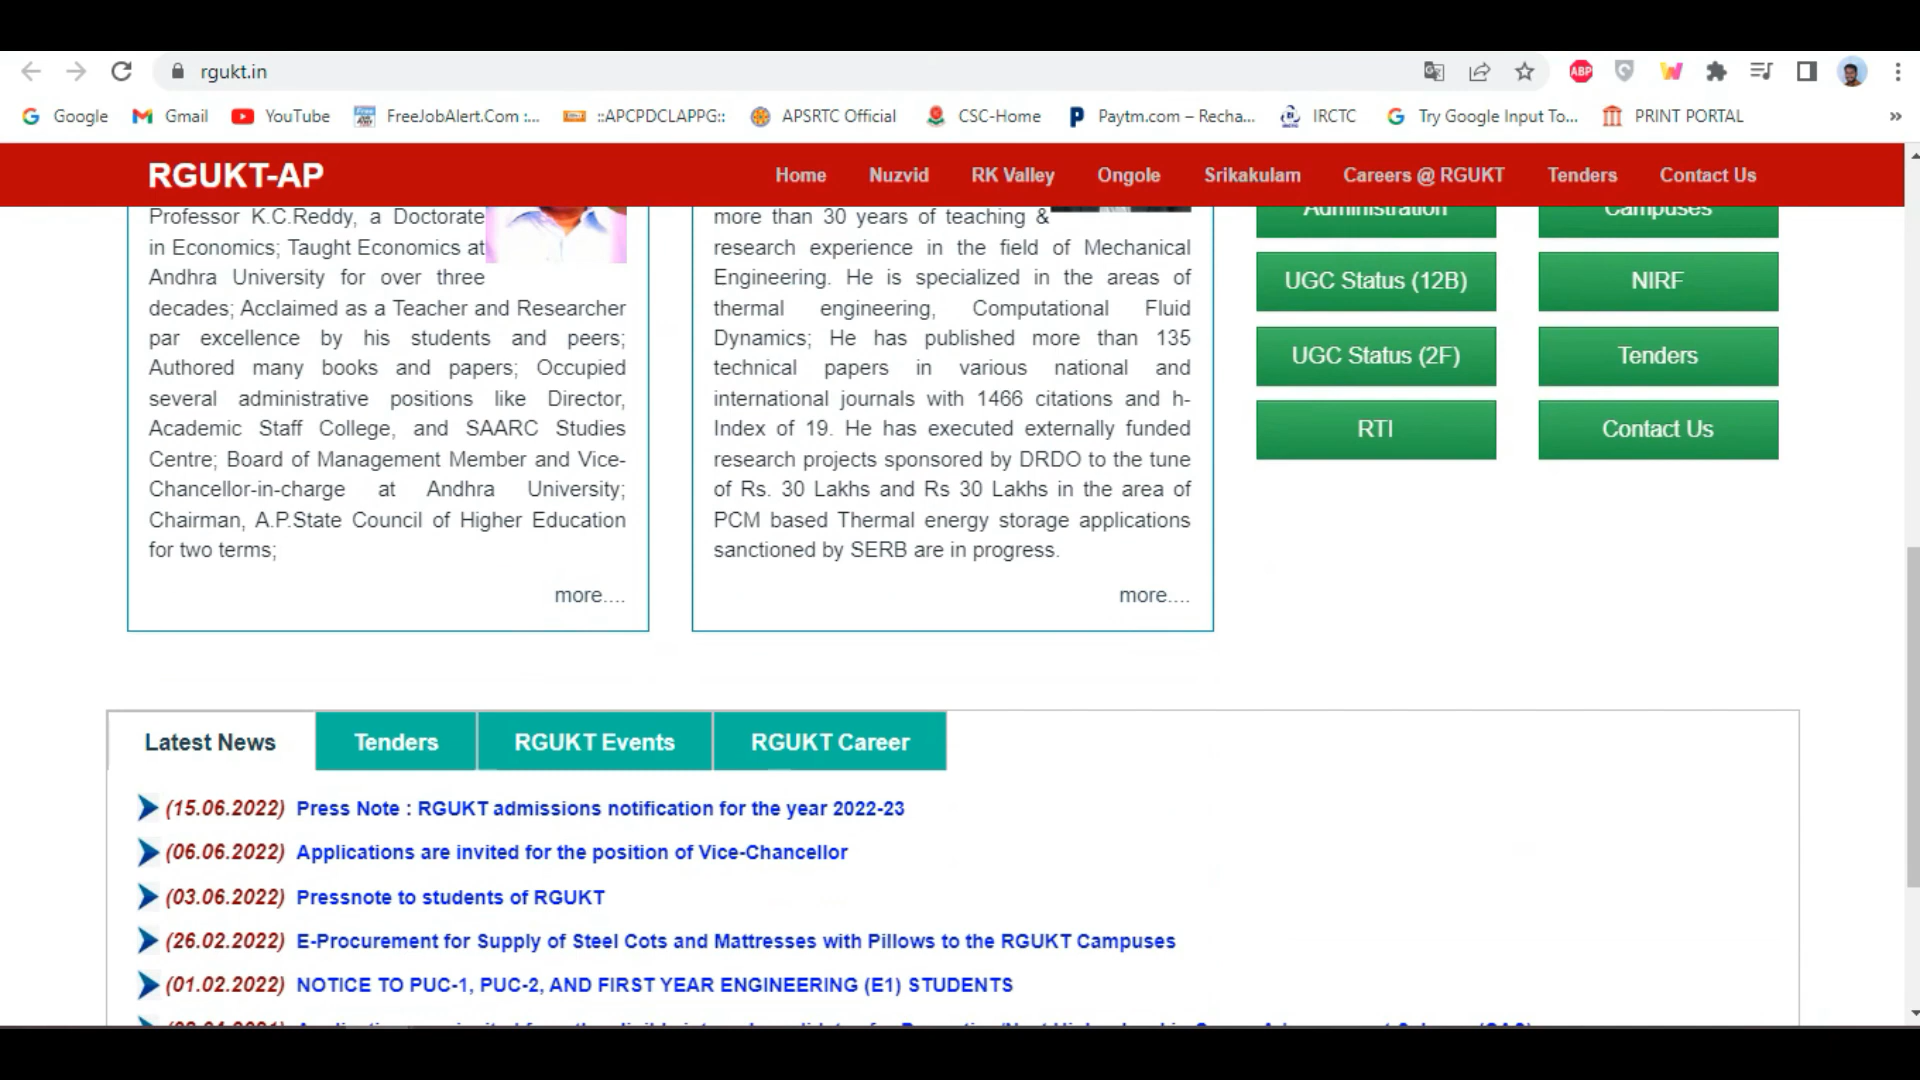 rgukt.in
Google
Gmail
YouTube
FreeJobAlert.Com :...
::APCPDCLAPPG::
APSRTC Official
CSC-Home
Paytm.com – Recha...
IRCTC
Try Google Input To...
PRINT PORTAL
»
RGUKT-AP
Home
Nuzvid
RK Valley
Ongole
Srikakulam
Careers @ RGUKT
Tenders
Contact Us
Professor K.C.Reddy, a Doctorate
in Economics; Taught Economics at
Andhra University for over three
decades; Acclaimed as a Teacher and Researcher
par excellence by his students and peers;
Authored many books and papers; Occupied
several administrative positions like Director,
Academic Staff College, and SAARC Studies
Centre; Board of Management Member and Vice-
Chancellor-in-charge at Andhra University;
Chairman, A.P.State Council of Higher Education
for two terms;
more....
more than 30 years of teaching &
research experience in the field of Mechanical
Engineering. He is specialized in the areas of
thermal engineering, Computational Fluid
Dynamics; He has published more than 135
technical papers in various national and
international journals with 1466 citations and h-
Index of 19. He has executed externally funded
research projects sponsored by DRDO to the tune
of Rs. 30 Lakhs and Rs 30 Lakhs in the area of
PCM based Thermal energy storage applications
sanctioned by SERB are in progress.
more....
Administration
Campuses
UGC Status (12B)
NIRF
UGC Status (2F)
Tenders
RTI
Contact Us
Latest News
Tenders
RGUKT Events
RGUKT Career
(15.06.2022) Press Note : RGUKT admissions notification for the year 2022-23
(06.06.2022) Applications are invited for the position of Vice-Chancellor
(03.06.2022) Pressnote to students of RGUKT
(26.02.2022) E-Procurement for Supply of Steel Cots and Mattresses with Pillows to the RGUKT Campuses
(01.02.2022) NOTICE TO PUC-1, PUC-2, AND FIRST YEAR ENGINEERING (E1) STUDENTS